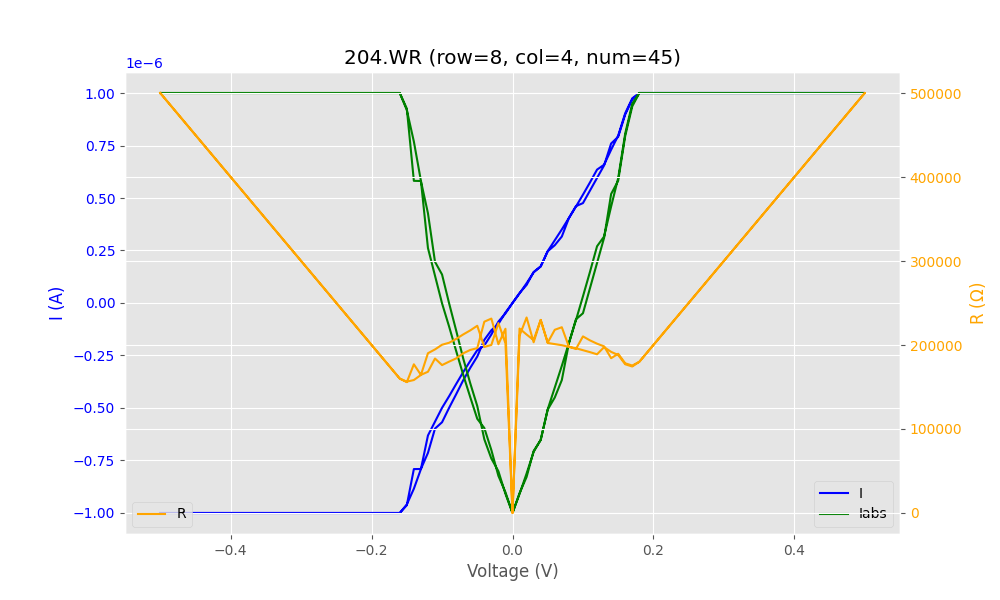 204.WR (row=8, col=4, num=45)
1e−6
1.00
0.75
0.50
0.25
0.00
−0.25
−0.50
−0.75
−1.00
I (A)
500000
400000
300000
200000
100000
0
R (Ω)
R
I
Iabs
−0.4
−0.2
0.0
0.2
0.4
Voltage (V)